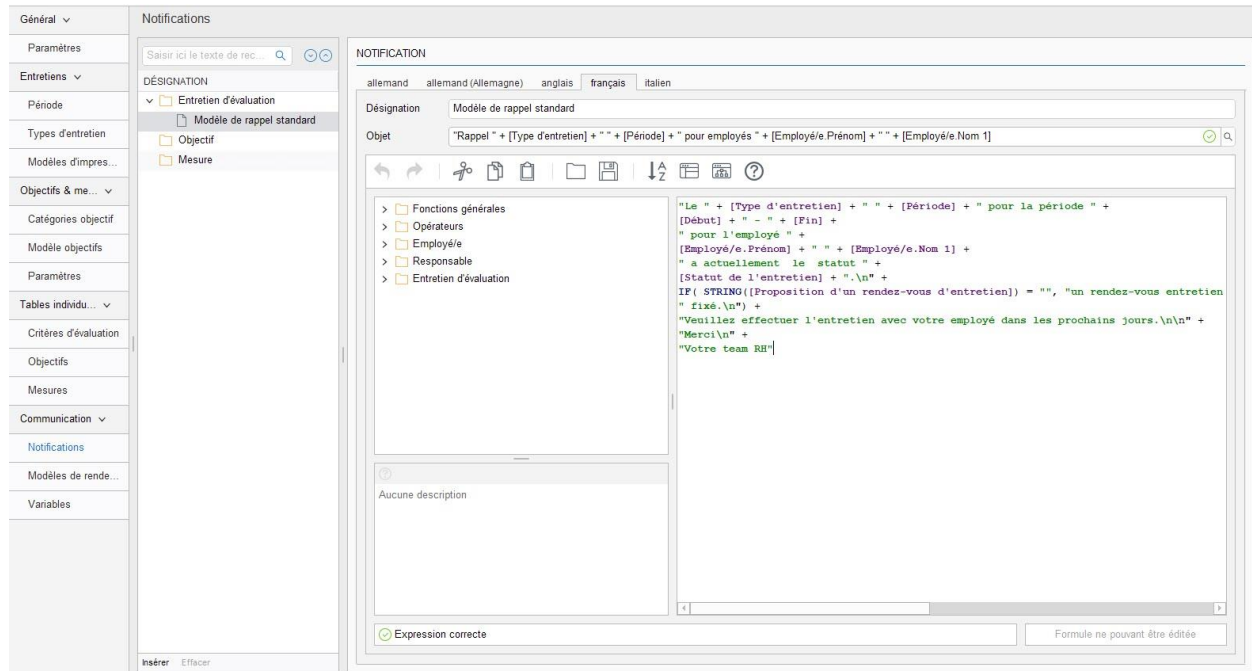 Général
Paramètres
Entretiens
Période
Types d'entretien
Modèles d'impres...
Objectifs & me...
Catégories objectif
Modèle objectifs
Paramètres
Tables individu...
Critères d'évaluation
Objectifs
Mesures
Communication
Notifications
Modèles de rende...
Variables
Notifications
Saisir ici le texte de rec...
DÉSIGNATION
Entretien d'évaluation
Modèle de rappel standard
Objectif
Mesure
Insérer Effacer
NOTIFICATION
allemand allemand (Allemagne) anglais français italien
Désignation Modèle de rappel standard
Objet "Rappel " + [Type d'entretien] + " " + [Période] + " pour employés " + [Employé/e.Prénom] + " " + [Employé/e.Nom 1]
Fonctions générales
Opérateurs
Employé/e
Responsable
Entretien d'évaluation
Aucune description
"Le " + [Type d'entretien] + " " + [Période] + " pour la période " +
[Début] + " - " + [Fin] +
" pour l'employé " +
[Employé/e.Prénom] + " " + [Employé/e.Nom 1] +
" a actuellement  le  statut " +
[Statut de l'entretien] + ".\n" +
IF( STRING([Proposition d'un rendez-vous d'entretien]) = "", "un rendez-vous entretien
" fixé.\n") +
"Veuillez effectuer l'entretien avec votre employé dans les prochains jours.\n\n" +
"Merci\n" +
"Votre team RH"
Expression correcte
Formule ne pouvant être éditée